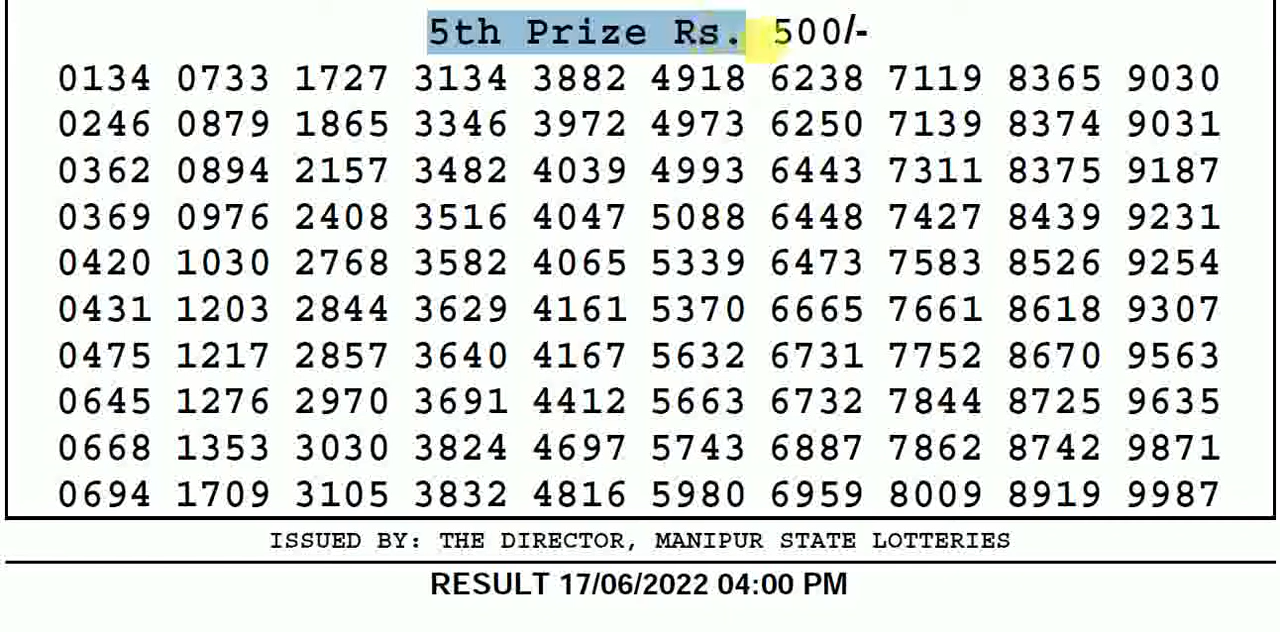 5th Prize Rs. 500/-
0134 0733 1727 3134 3882 4918 6238 7119 8365 9030
0246 0879 1865 3346 3972 4973 6250 7139 8374 9031
0362 0894 2157 3482 4039 4993 6443 7311 8375 9187
0369 0976 2408 3516 4047 5088 6448 7427 8439 9231
0420 1030 2768 3582 4065 5339 6473 7583 8526 9254
0431 1203 2844 3629 4161 5370 6665 7661 8618 9307
0475 1217 2857 3640 4167 5632 6731 7752 8670 9563
0645 1276 2970 3691 4412 5663 6732 7844 8725 9635
0668 1353 3030 3824 4697 5743 6887 7862 8742 9871
0694 1709 3105 3832 4816 5980 6959 8009 8919 9987
ISSUED BY: THE DIRECTOR, MANIPUR STATE LOTTERIES
RESULT 17/06/2022 04:00 PM